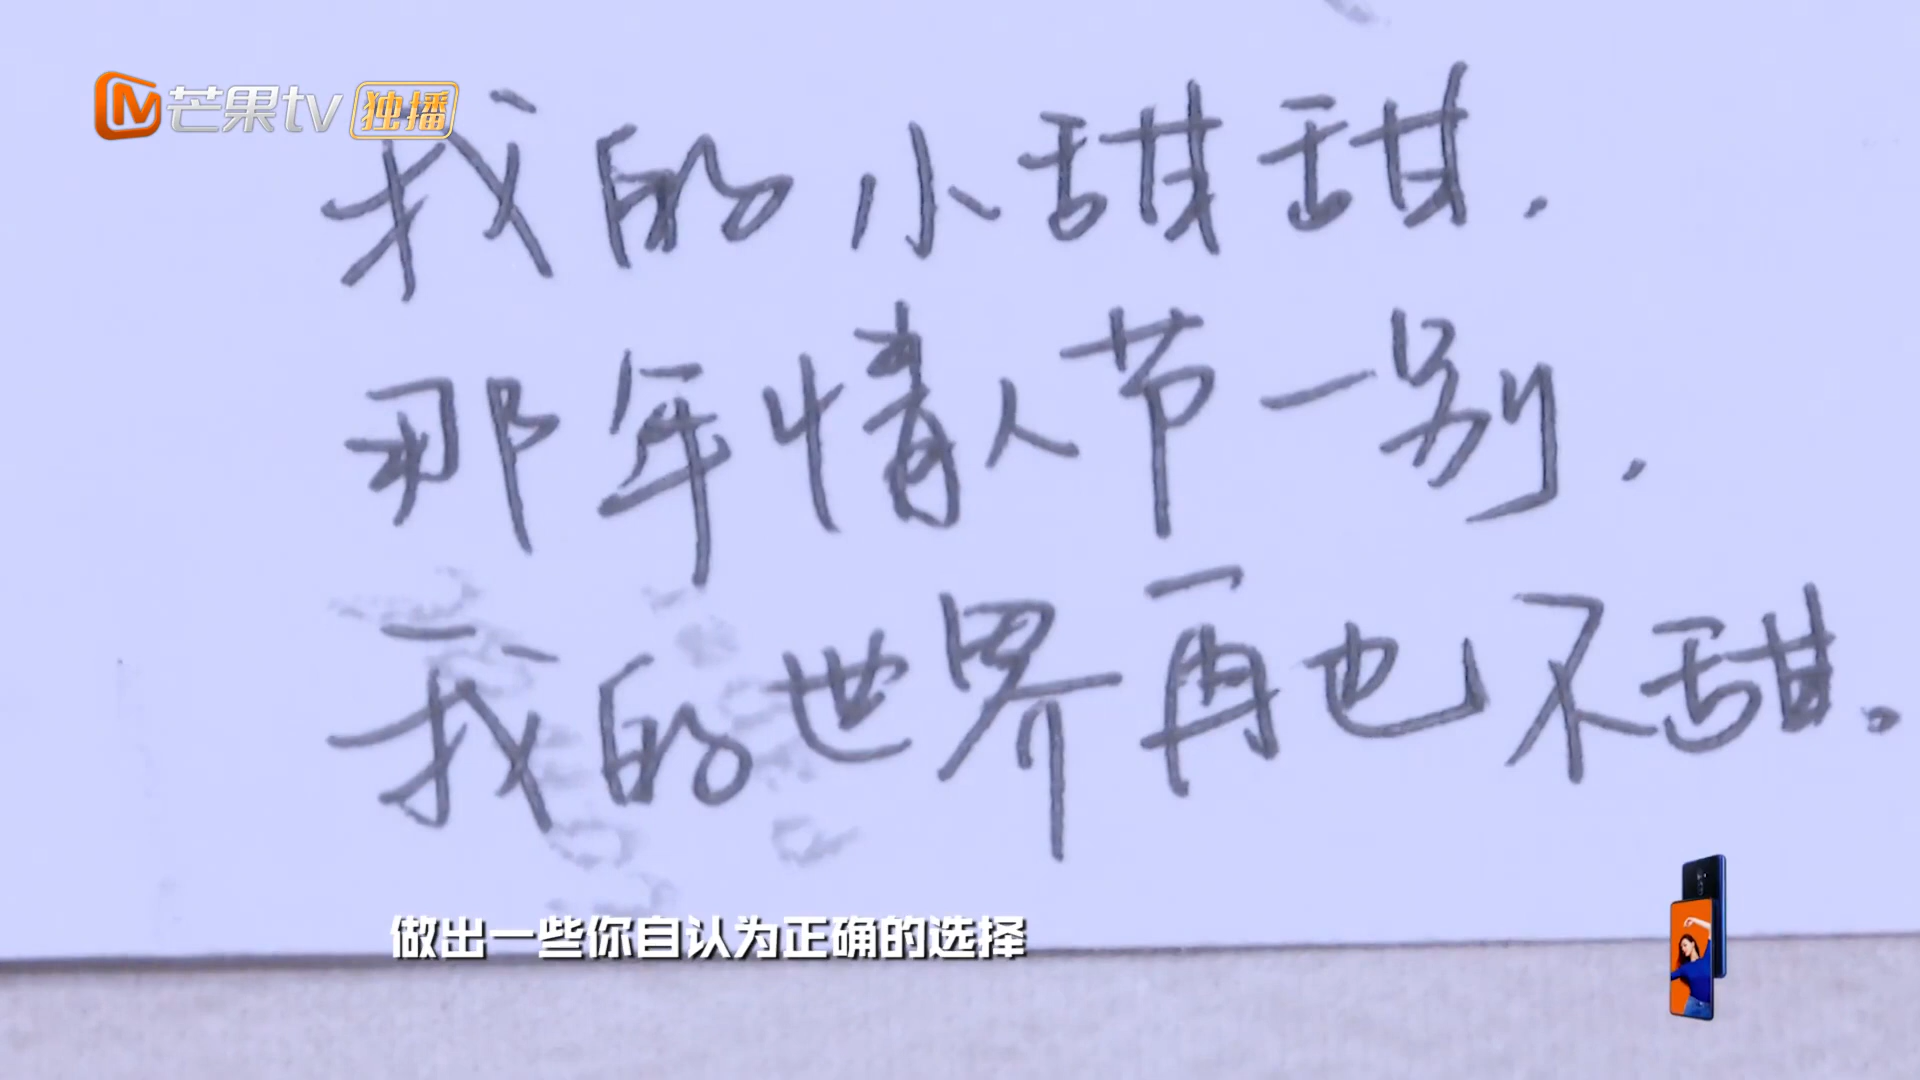 芒果tv 独播
我的小甜甜.
那年情人节一别.
我的世界再也不甜。
做出一些你自认为正确的选择